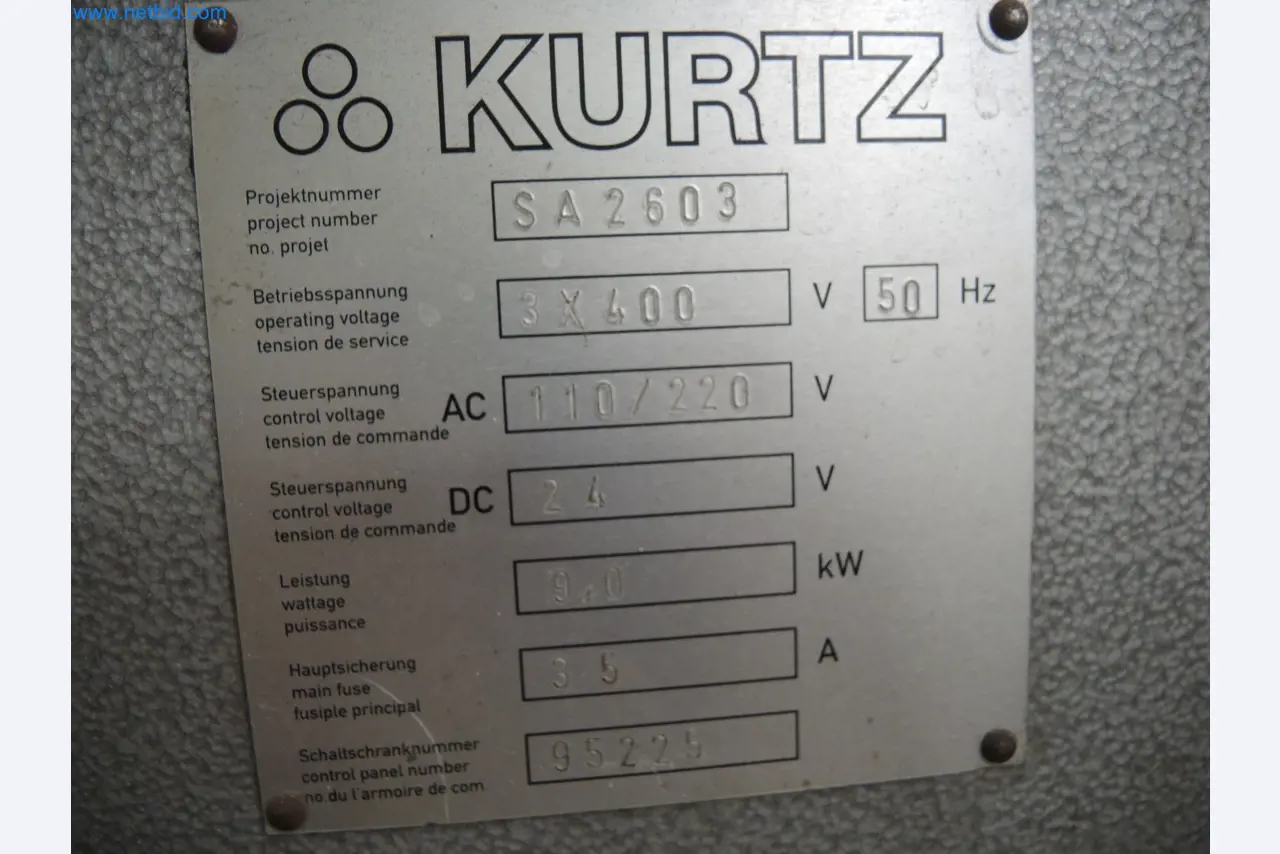 www.netbid.com
KURTZ
Projektnummer
project number
no. projet
SA2603
Betriebsspannung
operating voltage
tension de service
3X400 V 50 Hz
Steuerspannung
control voltage
tension de commande
AC 110/220 V
Steuerspannung
control voltage
tension de commande
DC 24 V
Leistung
wattage
puissance
9,0 kW
Hauptsicherung
main fuse
fusiple principal
35 A
Schaltschranknummer
control panel number
no.du l'armoire de com.
95225